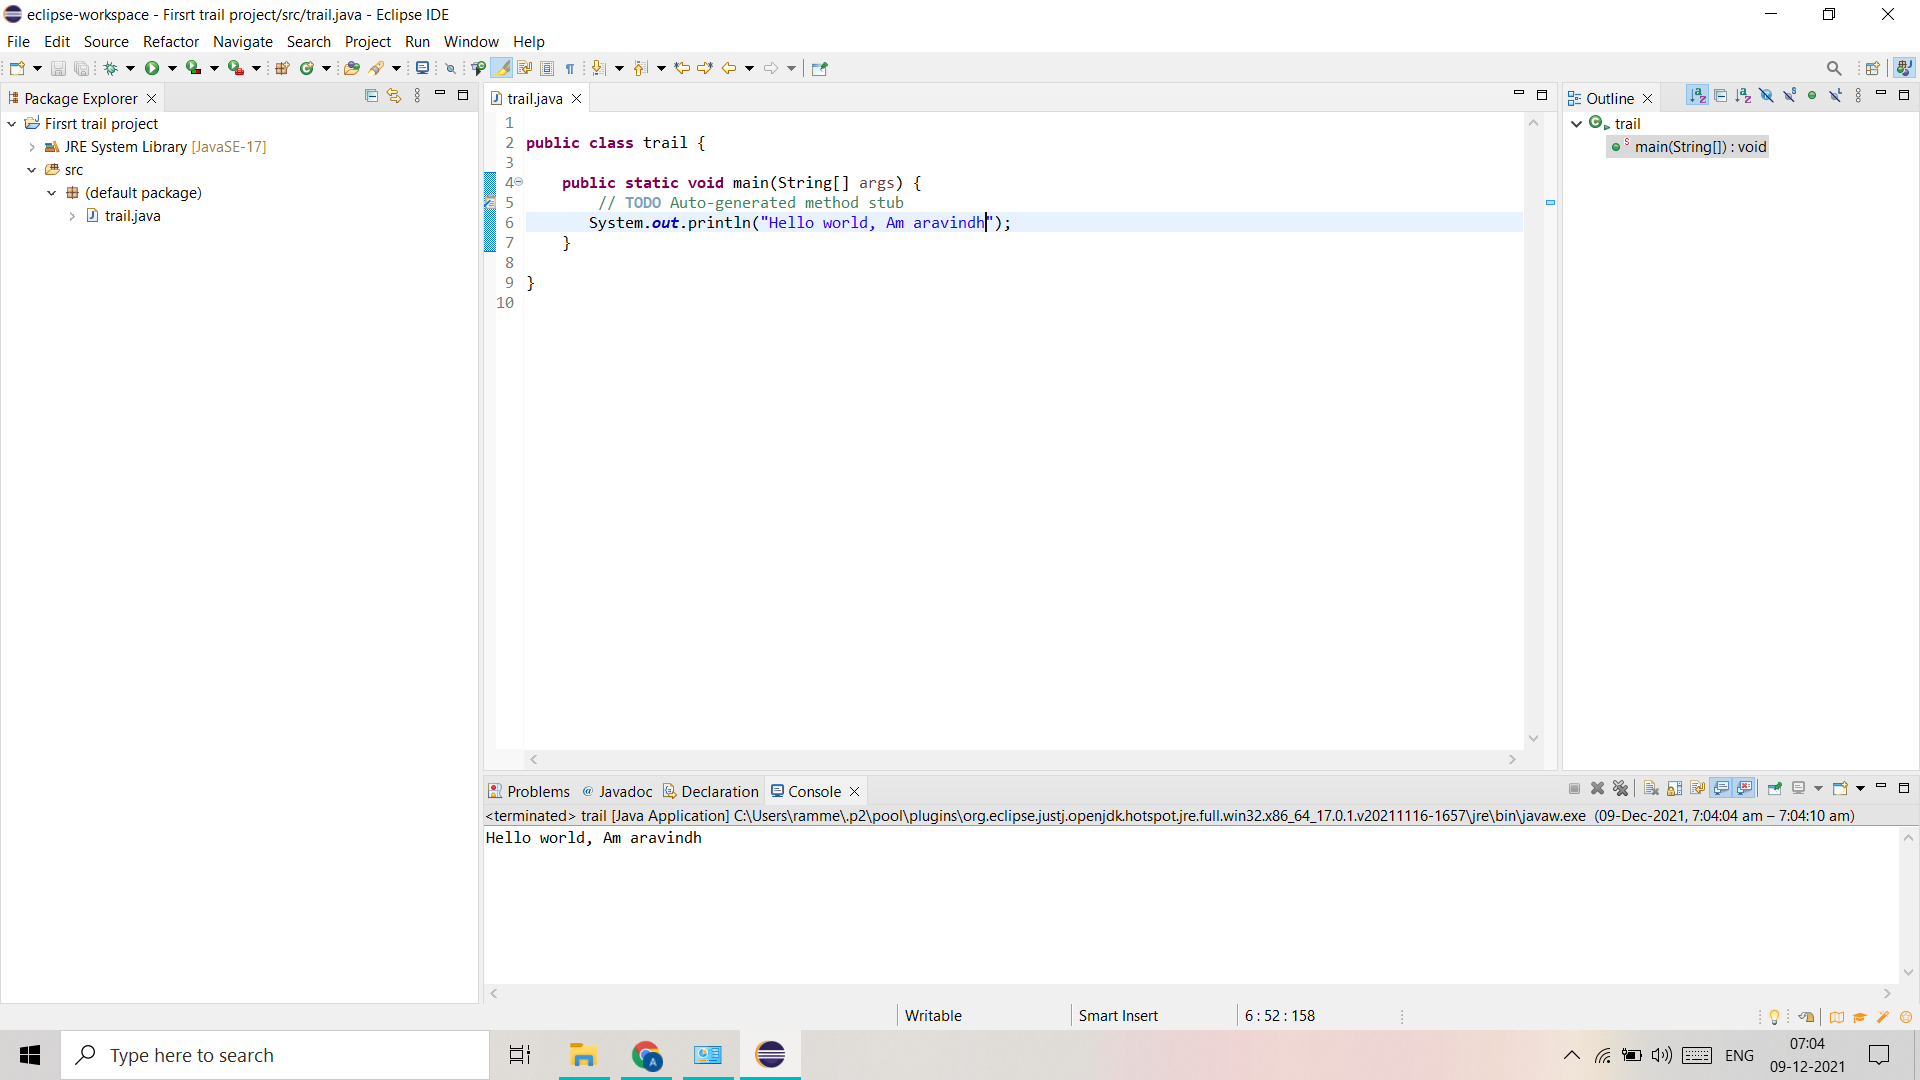 eclipse-workspace - Firsrt trail project/src/trail.java - Eclipse IDE
File Edit Source Refactor Navigate Search Project Run Window Help
Package Explorer
Firsrt trail project
JRE System Library [JavaSE-17]
src
(default package)
trail.java
trail.java
1
2 public class trail {
3
4 public static void main(String[] args) {
5 // TODO Auto-generated method stub
6 System.out.println("Hello world, Am aravindh");
7 }
8
9 }
10
Outline
trail
main(String[]) : void
Problems @ Javadoc Declaration Console
<terminated> trail [Java Application] C:\Users\ramme\.p2\pool\plugins\org.eclipse.justj.openjdk.hotspot.jre.full.win32.x86_64_17.0.1.v20211116-1657\jre\bin\javaw.exe (09-Dec-2021, 7:04:04 am – 7:04:10 am)
Hello world, Am aravindh
Writable Smart Insert 6 : 52 : 158
Type here to search
A
ENG
07:04
09-12-2021